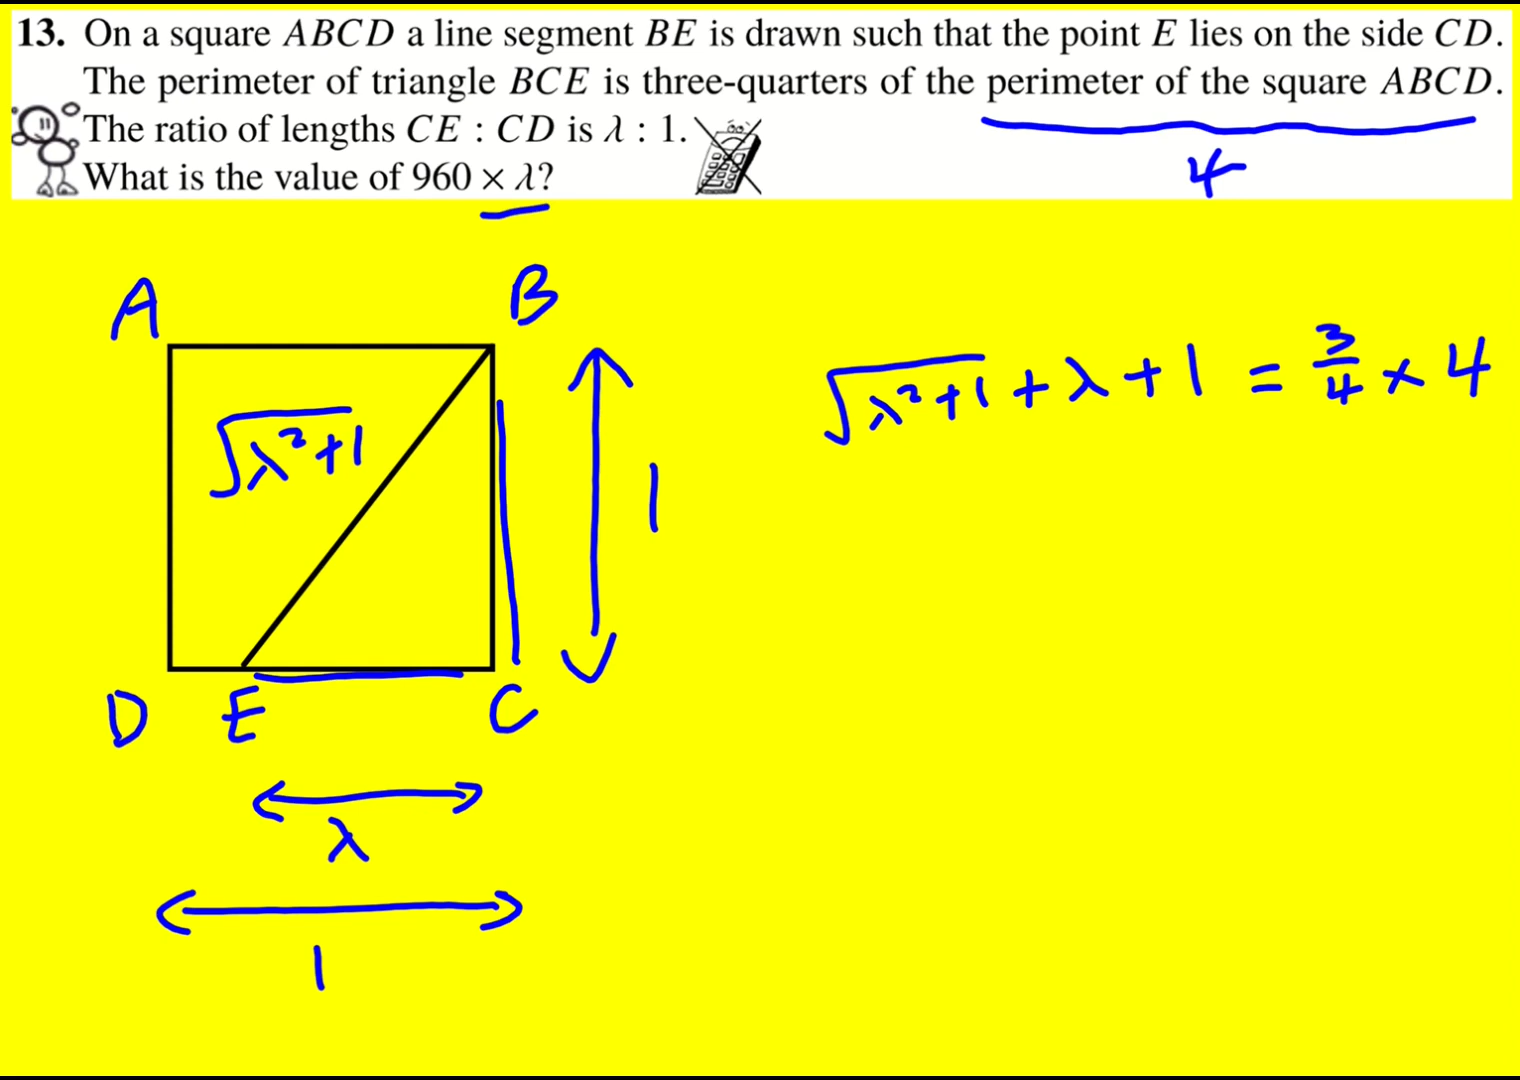 13. On a square ABCD a line segment BE is drawn such that the point E lies on the side CD.
The perimeter of triangle BCE is three-quarters of the perimeter of the square ABCD.
The ratio of lengths CE : CD is λ : 1.
What is the value of 960 × λ?
4
A B
√(λ²+1) + λ + 1 = 3/4 × 4
√(λ²+1)
1
D E C
λ
1